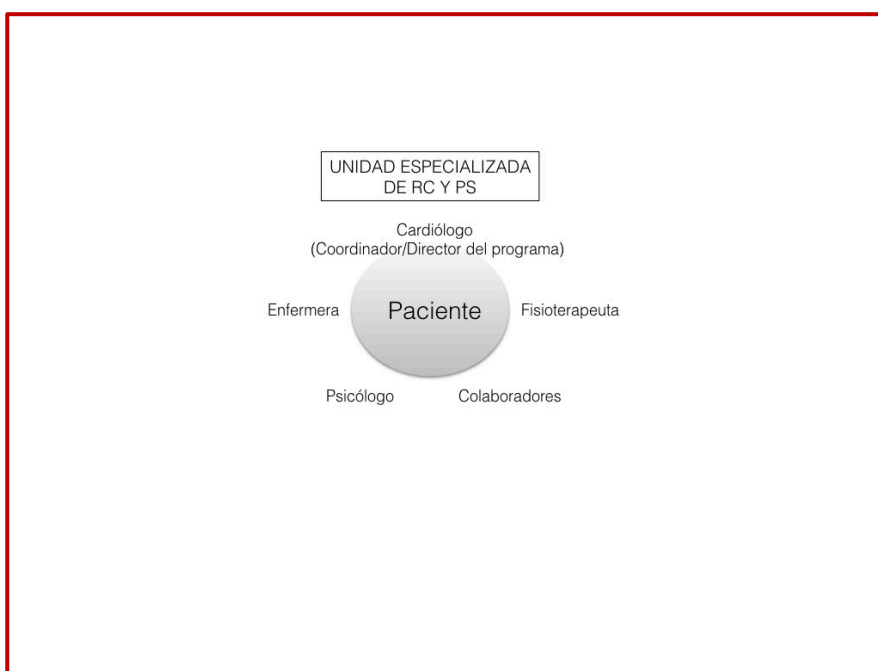 UNIDAD ESPECIALIZADA
DE RC Y PS
Cardiólogo
(Coordinador/Director del programa)
Enfermera
Paciente
Fisioterapeuta
Psicólogo
Colaboradores